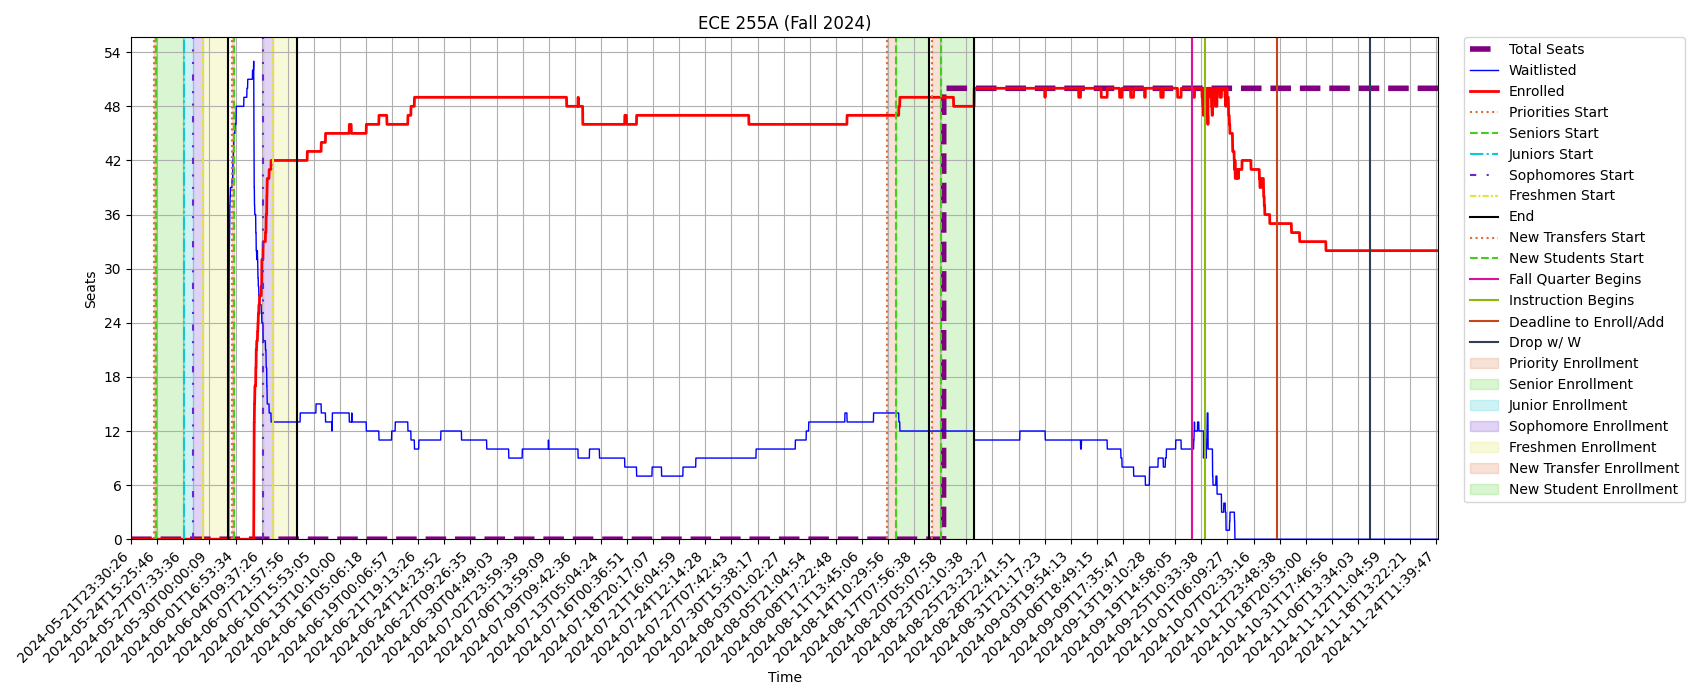 ECE 255A (Fall 2024)
Seats
54
48
42
36
30
24
18
12
6
0
2024-05-21T23:30:26
2024-05-24T15:25:46
2024-05-27T07:33:36
2024-05-30T00:00:09
2024-06-01T16:53:34
2024-06-04T09:37:26
2024-06-07T21:57:56
2024-06-10T15:53:05
2024-06-13T10:10:00
2024-06-16T05:06:18
2024-06-19T00:06:57
2024-06-21T19:13:26
2024-06-24T14:23:52
2024-06-27T09:26:35
2024-06-30T04:49:03
2024-07-02T23:59:39
2024-07-06T13:59:09
2024-07-09T09:42:36
2024-07-13T05:04:24
2024-07-16T00:36:51
2024-07-18T20:17:07
2024-07-21T16:04:59
2024-07-24T12:14:28
2024-07-27T07:42:43
2024-07-30T15:38:17
2024-08-03T01:02:27
2024-08-05T21:04:54
2024-08-08T17:22:48
2024-08-11T13:45:06
2024-08-14T10:29:56
2024-08-17T07:56:38
2024-08-20T05:07:58
2024-08-23T02:10:38
2024-08-25T23:23:27
2024-08-28T22:41:51
2024-08-31T21:17:23
2024-09-03T19:54:13
2024-09-06T18:49:15
2024-09-09T17:35:47
2024-09-13T19:10:28
2024-09-19T14:58:05
2024-09-25T10:33:38
2024-10-01T06:09:27
2024-10-07T02:33:16
2024-10-12T23:48:38
2024-10-18T20:53:00
2024-10-31T17:46:56
2024-11-06T13:34:03
2024-11-12T11:04:59
2024-11-18T13:22:21
2024-11-24T11:39:47
Time
Total Seats
Waitlisted
Enrolled
Priorities Start
Seniors Start
Juniors Start
Sophomores Start
Freshmen Start
End
New Transfers Start
New Students Start
Fall Quarter Begins
Instruction Begins
Deadline to Enroll/Add
Drop w/ W
Priority Enrollment
Senior Enrollment
Junior Enrollment
Sophomore Enrollment
Freshmen Enrollment
New Transfer Enrollment
New Student Enrollment